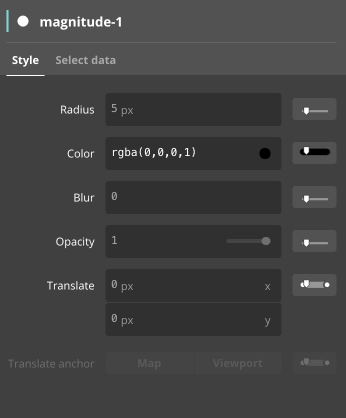 magnitude-1
Style Select data
Radius 5 px
Color rgba(0,0,0,1)
Blur 0
Opacity 1
Translate 0 px x
0 px y
Translate anchor Map Viewport